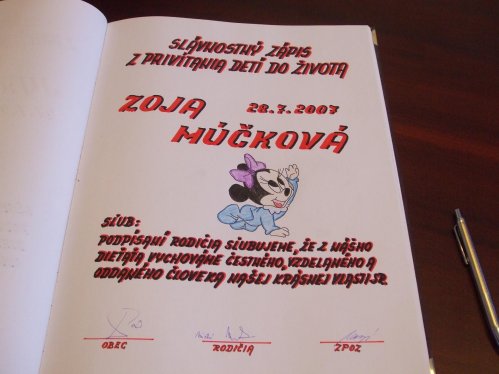 SLÁVNOSTNÝ ZÁPIS
Z PRIVÍTANIA DETÍ DO ŽIVOTA
ZOJA 28.7.2007
MÚČKOVÁ
SĽUB:
PODPÍSANÍ RODIČIA SĽUBUJEME, ŽE Z NÁŠHO
DIEŤAŤA VYCHOVÁME ČESTNÉHO, VZDELANÉHO A
ODDANÉHO ČLOVEKA NAŠEJ KRÁSNEJ VLASTI SR
OBEC RODIČIA ZPOZ